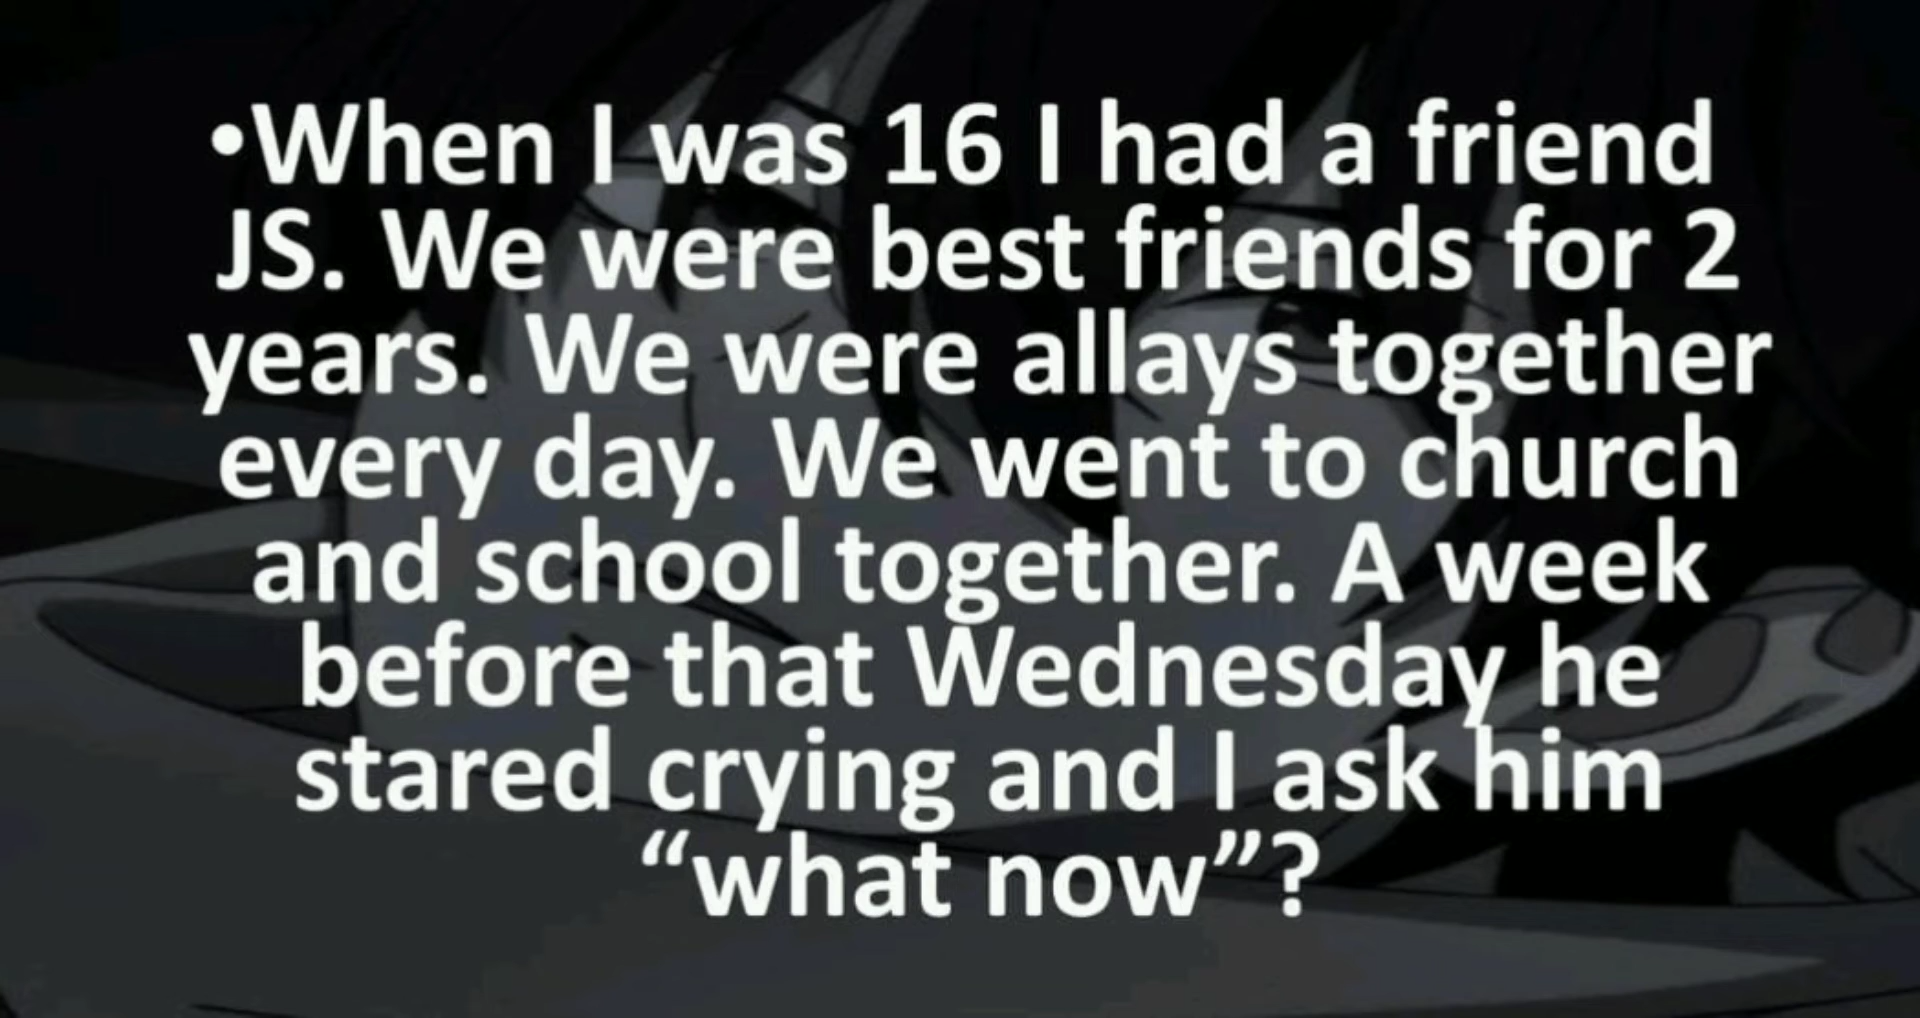 •When I was 16 I had a friend
JS. We were best friends for 2
years. We were allays together
every day. We went to church
and school together. A week
before that Wednesday he
stared crying and I ask him
“what now”?